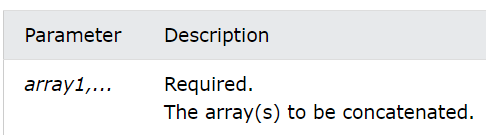 Parameter Description
array1,... Required.
The array(s) to be concatenated.